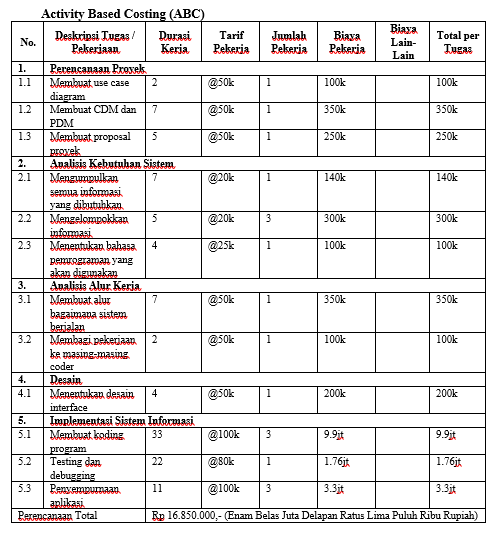 Activity Based Costing (ABC)
No. Deskripsi Tugas / Pekerjaan Durasi Kerja Tarif Pekerja Jumlah Pekerja Biaya Pekerja Biaya Lain-Lain Total per Tugas
1. Perencanaan Proyek
1.1 Membuat use case diagram 2 @50k 1 100k 100k
1.2 Membuat CDM dan PDM 7 @50k 1 350k 350k
1.3 Membuat proposal proyek 5 @50k 1 250k 250k
2. Analisis Kebutuhan Sistem
2.1 Mengumpulkan semua informasi yang dibutuhkan 7 @20k 1 140k 140k
2.2 Mengelompokkan informasi 5 @20k 3 300k 300k
2.3 Menentukan bahasa pemrograman yang akan digunakan 4 @25k 1 100k 100k
3. Analisis Alur Kerja
3.1 Membuat alur bagaimana sistem berjalan 7 @50k 1 350k 350k
3.2 Membagi pekerjaan ke masing-masing coder 2 @50k 1 100k 100k
4. Desain
4.1 Menentukan desain interface 4 @50k 1 200k 200k
5. Implementasi Sistem Informasi
5.1 Membuat koding program 33 @100k 3 9.9jt 9.9jt
5.2 Testing dan debugging 22 @80k 1 1.76jt 1.76jt
5.3 Penyempurnaan aplikasi 11 @100k 3 3.3jt 3.3jt
Perencanaan Total Rp 16.850.000,- (Enam Belas Juta Delapan Ratus Lima Puluh Ribu Rupiah)